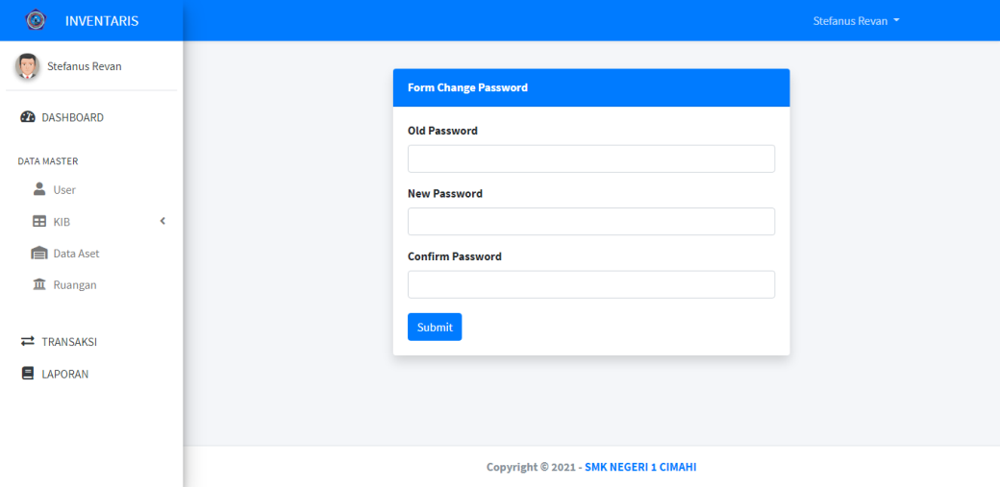 INVENTARIS
Stefanus Revan
Stefanus Revan
DASHBOARD
DATA MASTER
User
KIB
Data Aset
Ruangan
TRANSAKSI
LAPORAN
Form Change Password
Old Password
New Password
Confirm Password
Submit
Copyright © 2021 - SMK NEGERI 1 CIMAHI